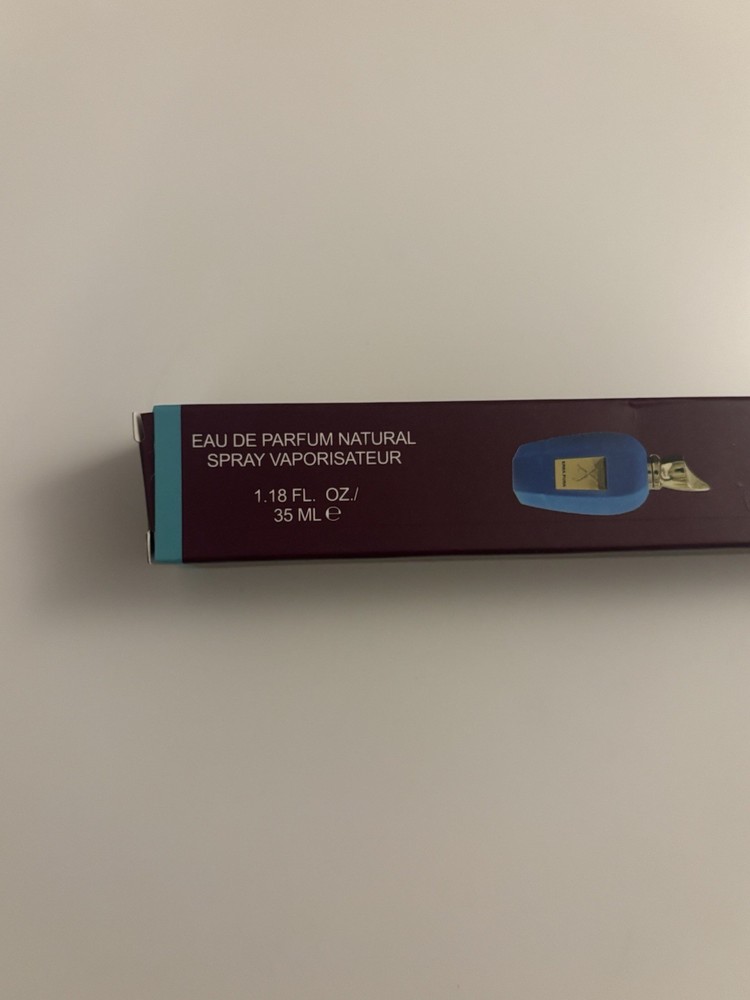 EAU DE PARFUM NATURAL
SPRAY VAPORISATEUR
1.18 FL. OZ./
35 ML ℮